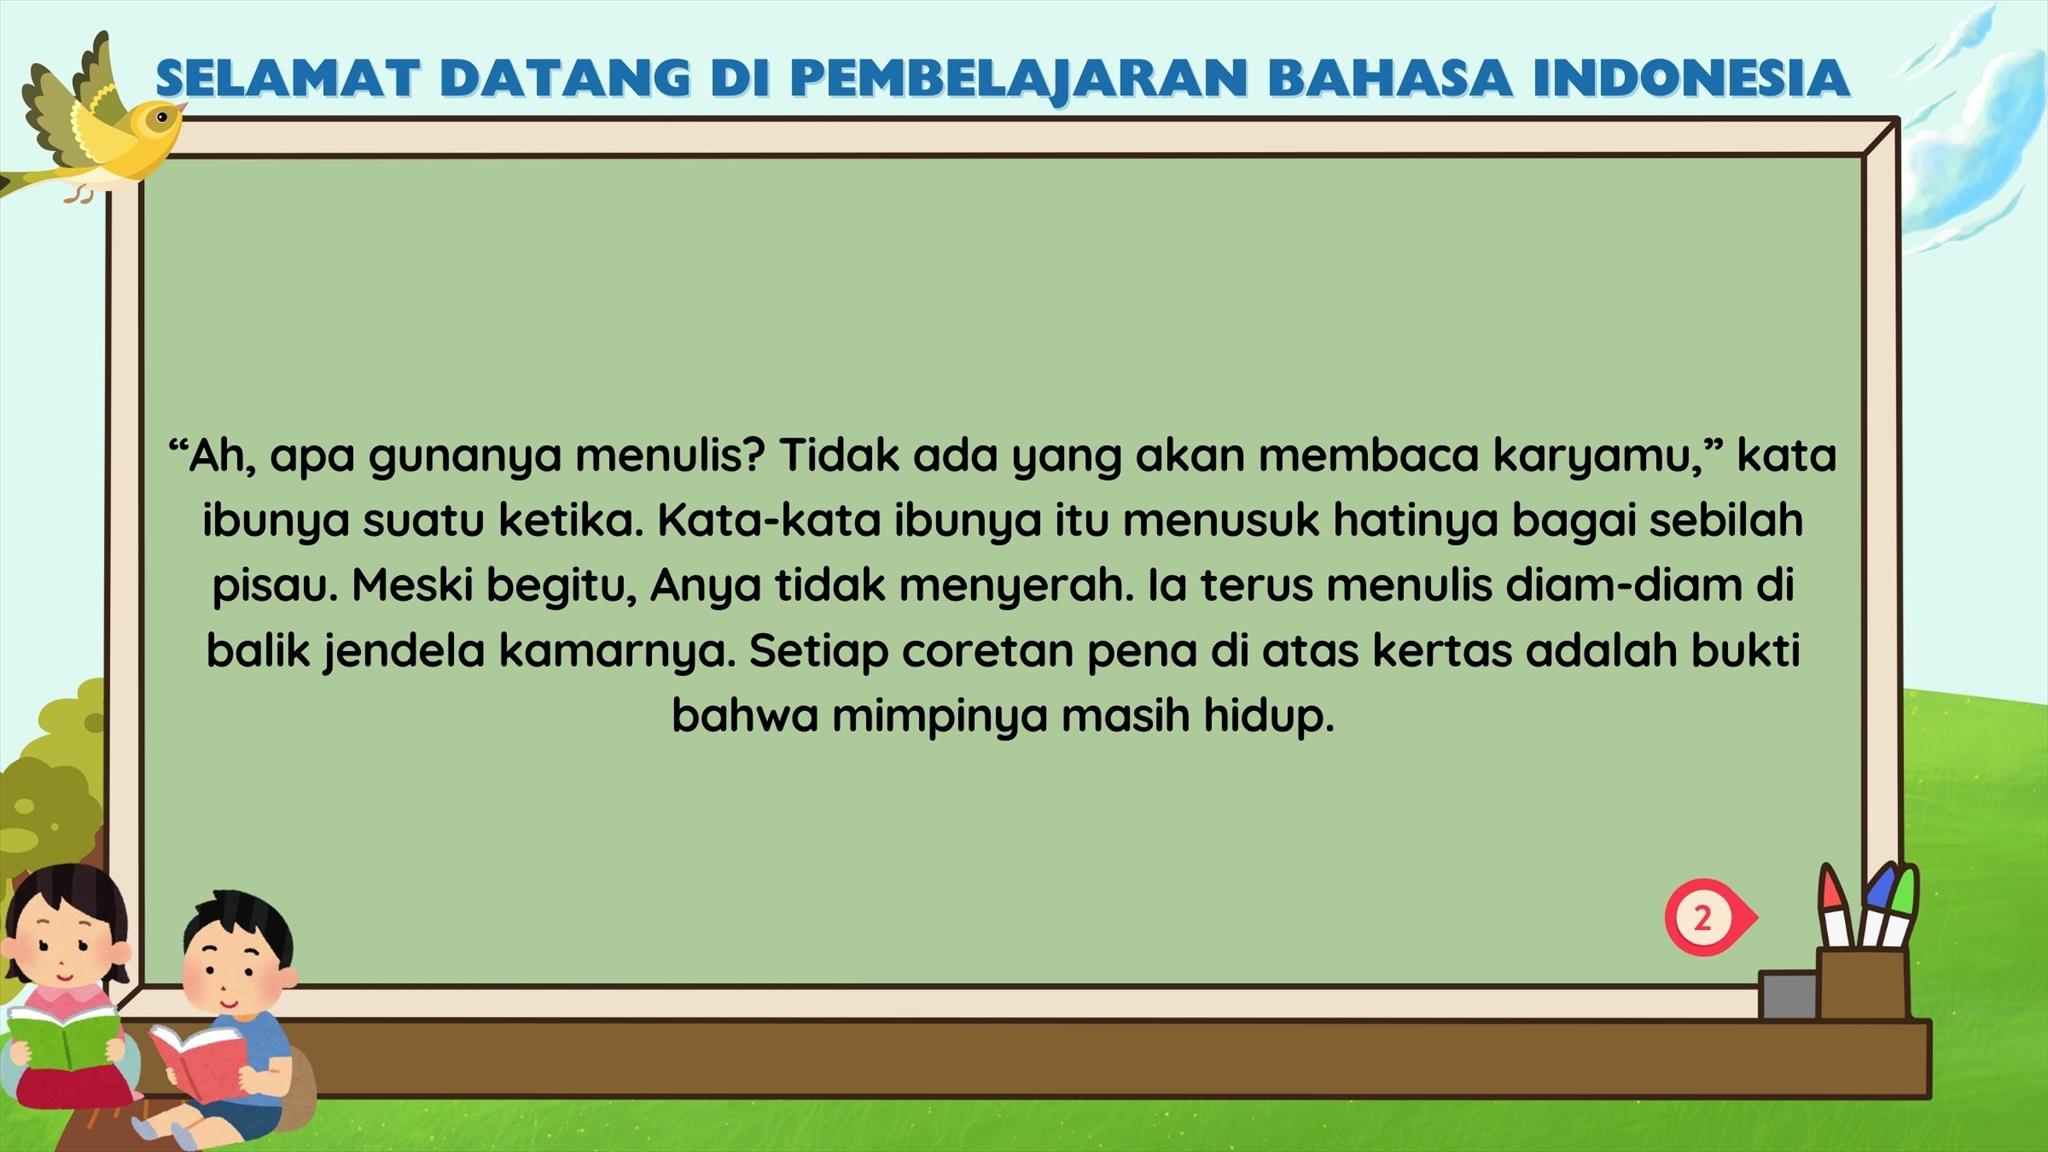 SELAMAT DATANG DI PEMBELAJARAN BAHASA INDONESIA
“Ah, apa gunanya menulis? Tidak ada yang akan membaca karyamu,” kata
ibunya suatu ketika. Kata-kata ibunya itu menusuk hatinya bagai sebilah
pisau. Meski begitu, Anya tidak menyerah. Ia terus menulis diam-diam di
balik jendela kamarnya. Setiap coretan pena di atas kertas adalah bukti
bahwa mimpinya masih hidup.
2